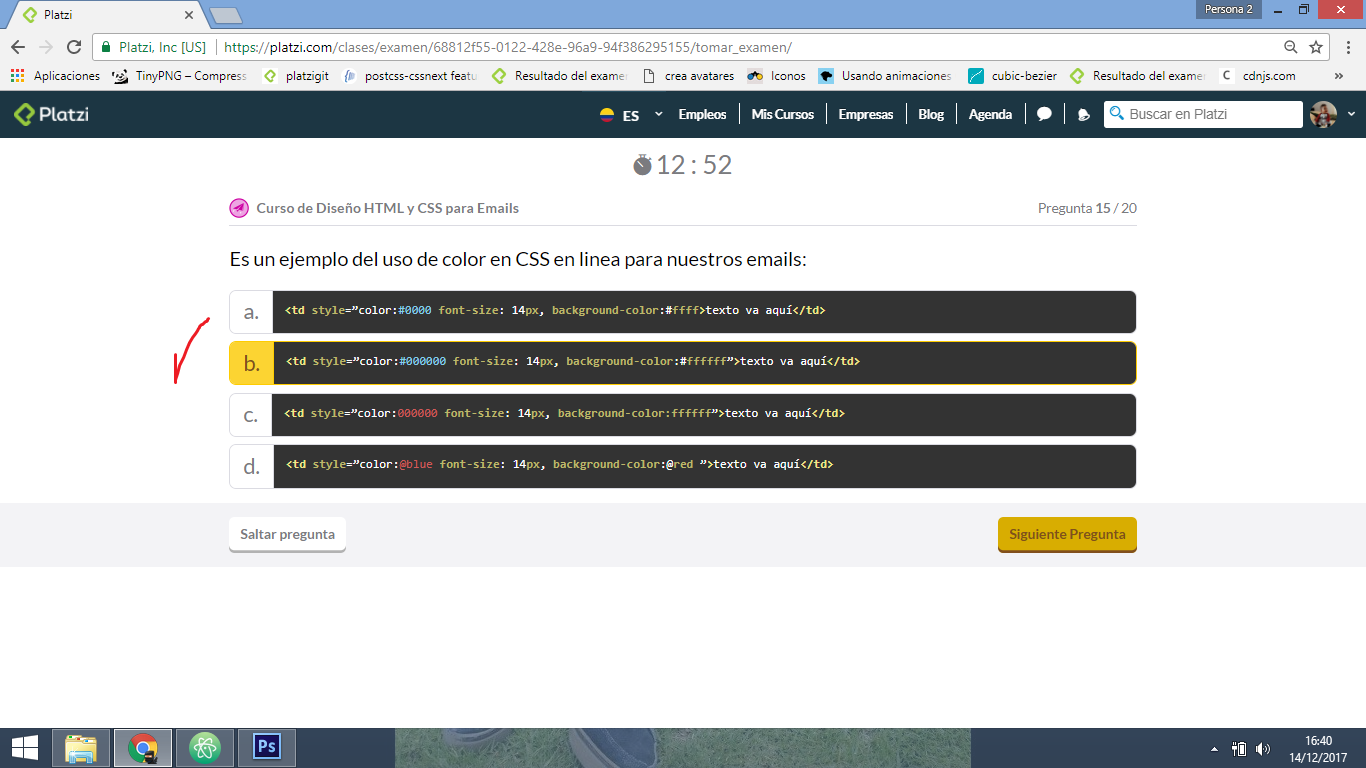 Platzi
Persona 2
Platzi, Inc [US] https://platzi.com/clases/examen/68812f55-0122-428e-96a9-94f386295155/tomar_examen/
Aplicaciones TinyPNG – Compress platzigit postcss-cssnext featu Resultado del examen crea avatares Iconos Usando animaciones cubic-bezier Resultado del examen cdnjs.com »
Platzi ES Empleos Mis Cursos Empresas Blog Agenda Buscar en Platzi
12 : 52
Curso de Diseño HTML y CSS para Emails Pregunta 15 / 20
Es un ejemplo del uso de color en CSS en linea para nuestros emails:
a. <td style=”color:#0000 font-size: 14px, background-color:#ffff>texto va aquí</td>
b. <td style=”color:#000000 font-size: 14px, background-color:#ffffff”>texto va aquí</td>
c. <td style=”color:000000 font-size: 14px, background-color:ffffff”>texto va aquí</td>
d. <td style=”color:@blue font-size: 14px, background-color:@red ”>texto va aquí</td>
Saltar pregunta Siguiente Pregunta
Ps
16:40
14/12/2017